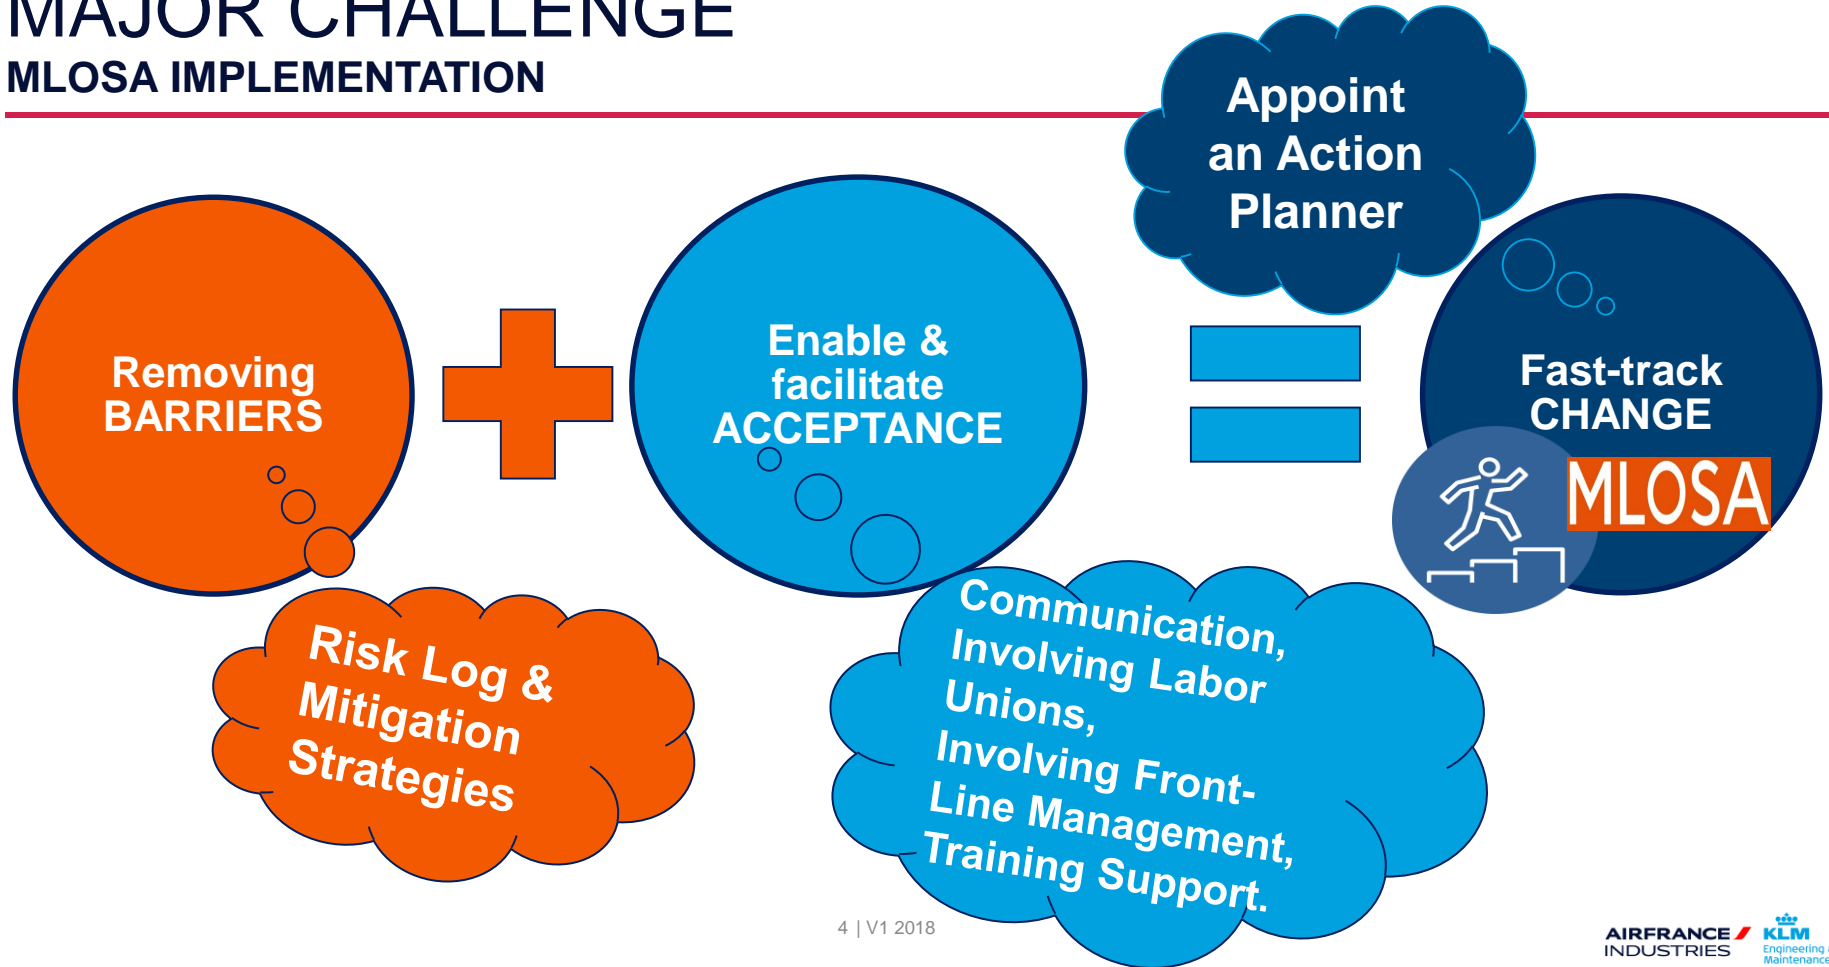 MAJOR CHALLENGE
MLOSA IMPLEMENTATION
Appoint
an Action
Planner
Removing
BARRIERS
Enable &
facilitate
ACCEPTANCE
Fast-track
CHANGE
MLOSA
Risk Log &
Mitigation
Strategies
Communication,
Involving Labor
Unions,
Involving Front-
Line Management,
Training Support.
4 | V1 2018
AIRFRANCE
INDUSTRIES
KLM
Engineering
Maintenance